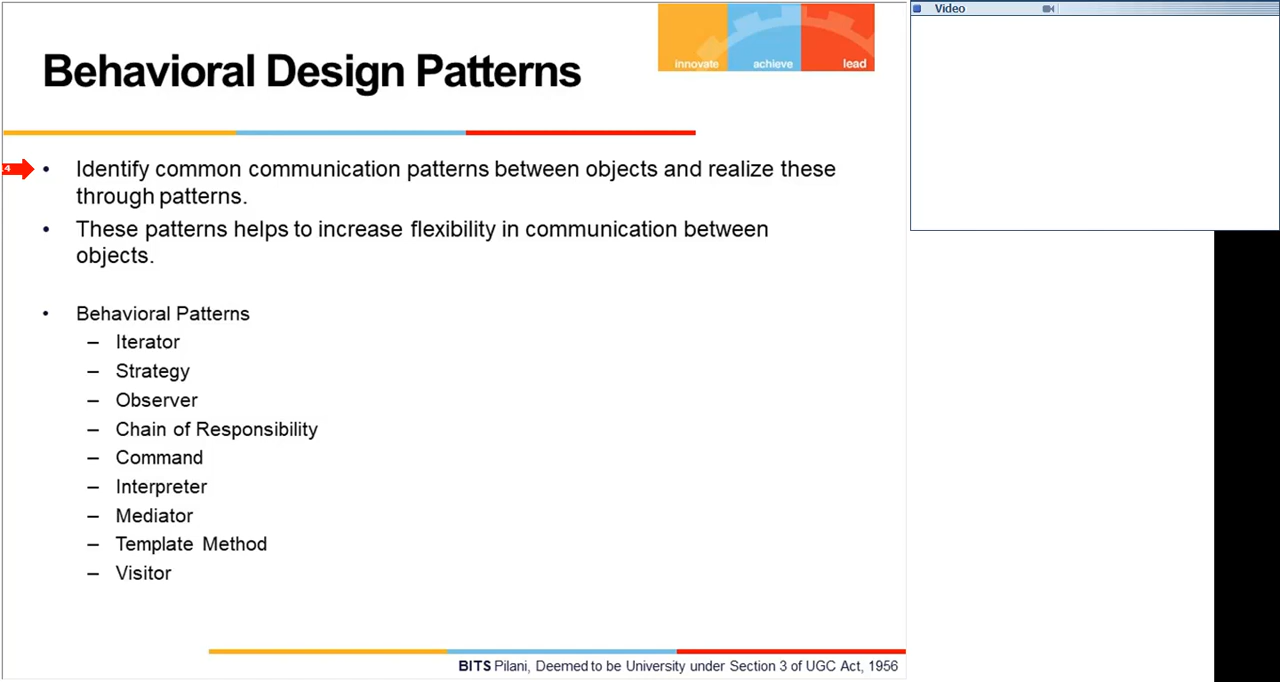 Video
innovate achieve lead
Behavioral Design Patterns
4
• Identify common communication patterns between objects and realize these
through patterns.
• These patterns helps to increase flexibility in communication between
objects.
• Behavioral Patterns
– Iterator
– Strategy
– Observer
– Chain of Responsibility
– Command
– Interpreter
– Mediator
– Template Method
– Visitor
BITS Pilani, Deemed to be University under Section 3 of UGC Act, 1956